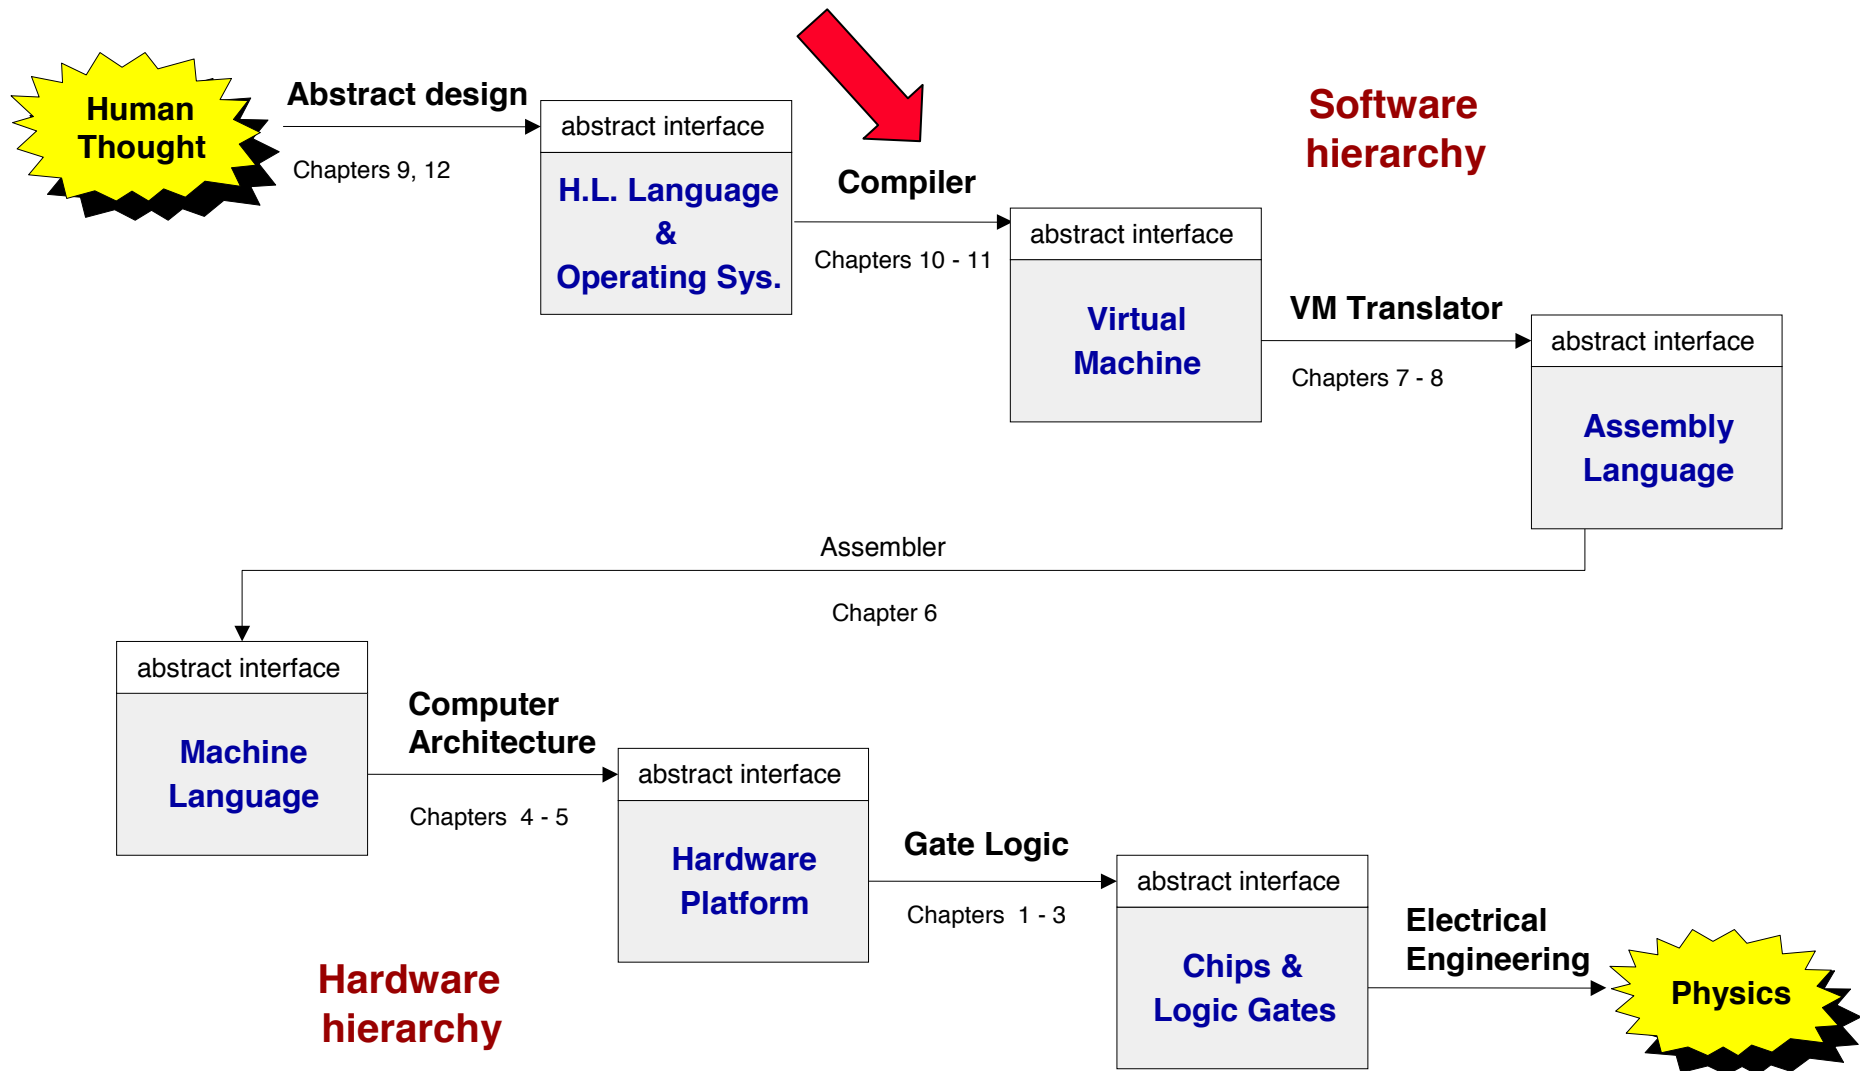 Human
Thought
Abstract design
Chapters 9, 12
abstract interface
H.L. Language
&
Operating Sys.
Compiler
Chapters 10 - 11
Software
hierarchy
abstract interface
Virtual
Machine
VM Translator
Chapters 7 - 8
abstract interface
Assembly
Language
Assembler
Chapter 6
abstract interface
Machine
Language
Computer
Architecture
Chapters 4 - 5
abstract interface
Hardware
Platform
Gate Logic
Chapters 1 - 3
abstract interface
Chips &
Logic Gates
Electrical
Engineering
Physics
Hardware
hierarchy